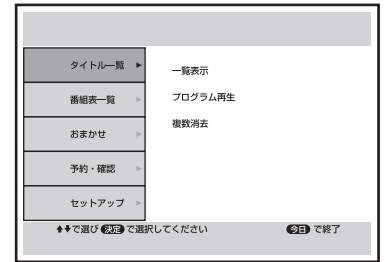 タイトル一覧 ▶ 一覧表示
番組表一覧 ▶ プログラム再生
おまかせ ▶ 複数消去
予約・確認 ▶
セットアップ ▶
♦♦で選び 決定 で選択してください 今日 で終了